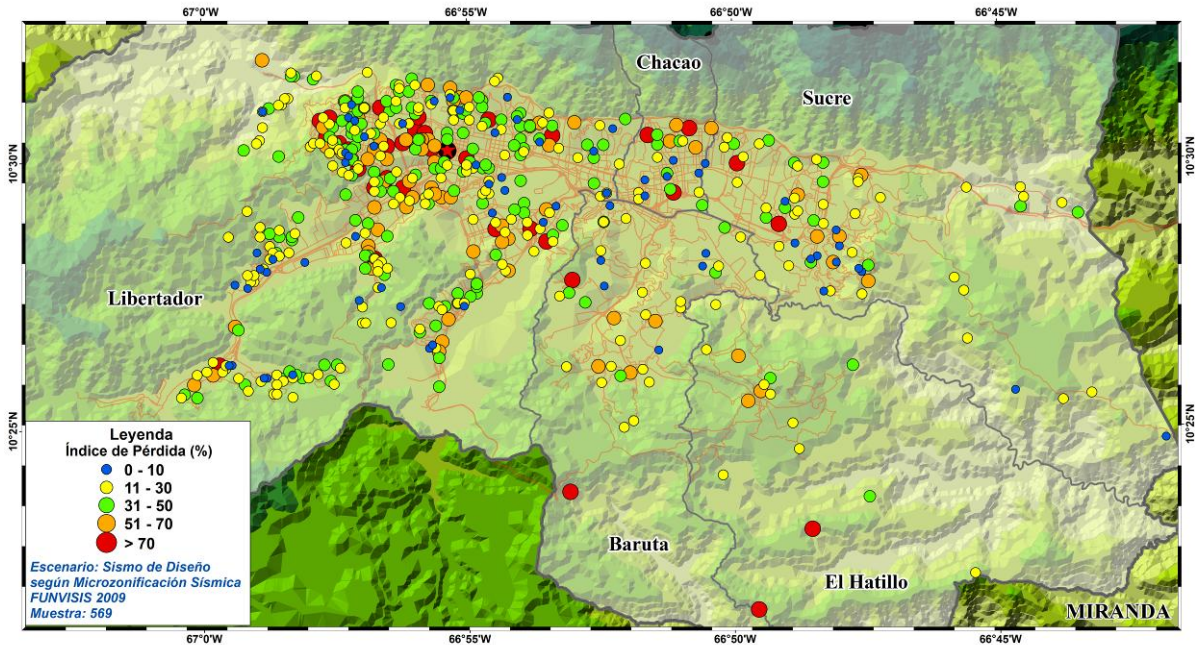 67°0'W 66°55'W 66°50'W 66°45'W
Chacao
Sucre
10°30'N 10°30'N
Libertador
10°25'N 10°25'N
Leyenda
Índice de Pérdida (%)
0 - 10
11 - 30
31 - 50
51 - 70
> 70
Escenario: Sismo de Diseño
según Microzonificación Sísmica
FUNVISIS 2009
Muestra: 569
Baruta
El Hatillo
MIRANDA
67°0'W 66°55'W 66°50'W 66°45'W